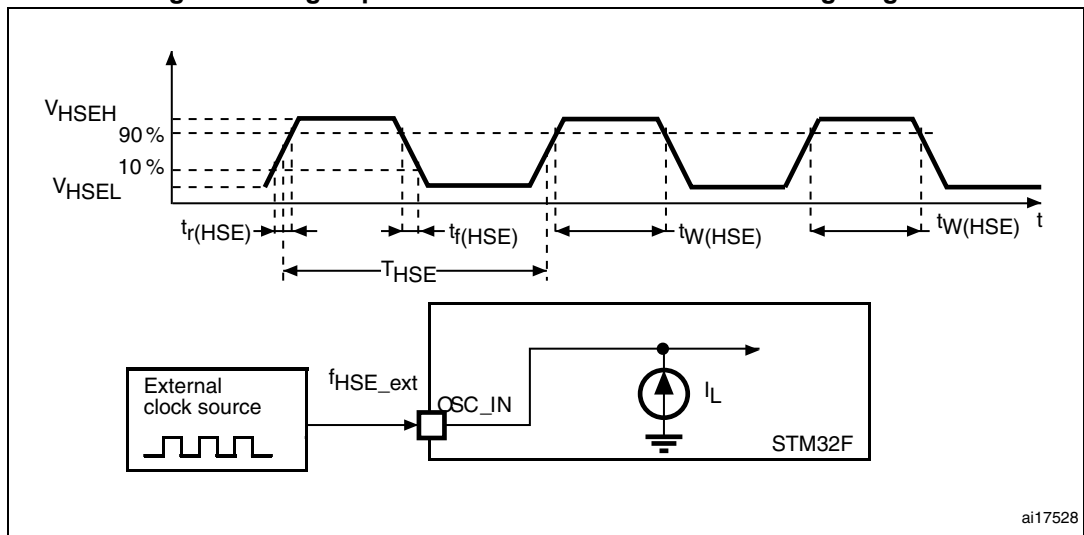 VHSEH
90 %
10 %
VHSEL
tr(HSE)
tf(HSE)
tW(HSE)
tW(HSE)
t
THSE
External
clock source
fHSE_ext
OSC_IN
IL
STM32F
ai17528